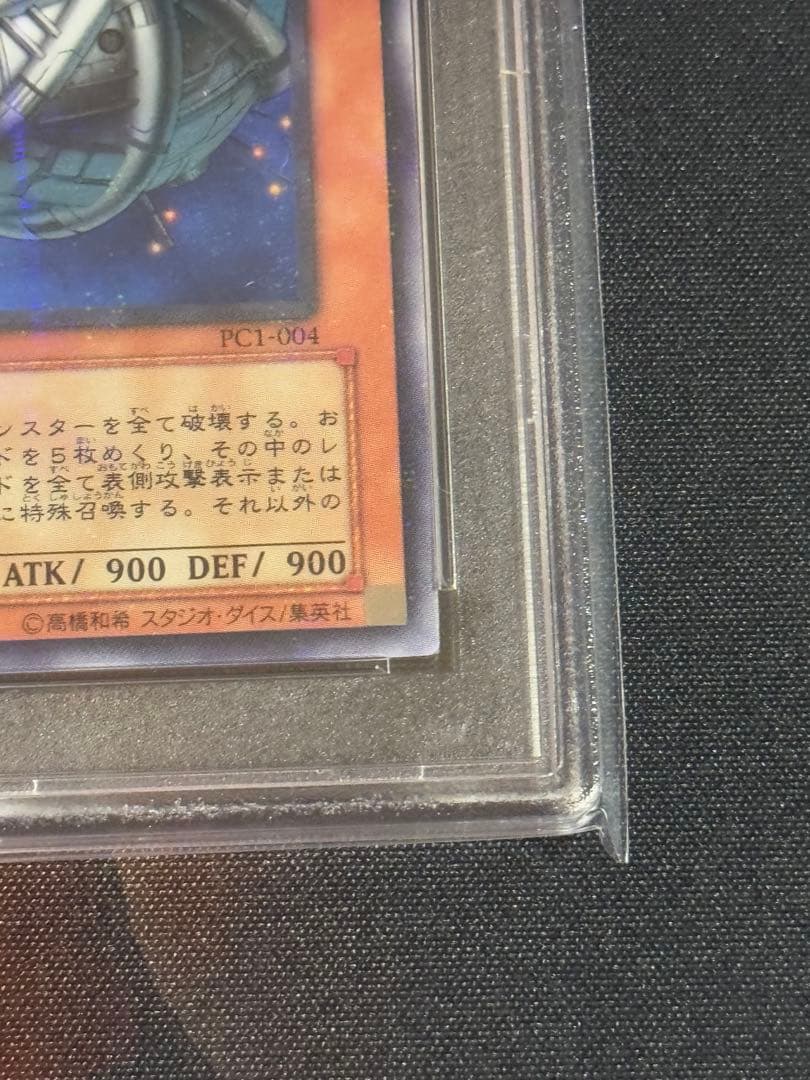 PC1-004
ンスターを全て破壊する。お
ドを5枚めくり、その中のレ
ドを全て表側攻撃表示または
に特殊召喚する。それ以外の
ATK/ 900 DEF/ 900
©高橋和希 スタジオ・ダイス/集英社